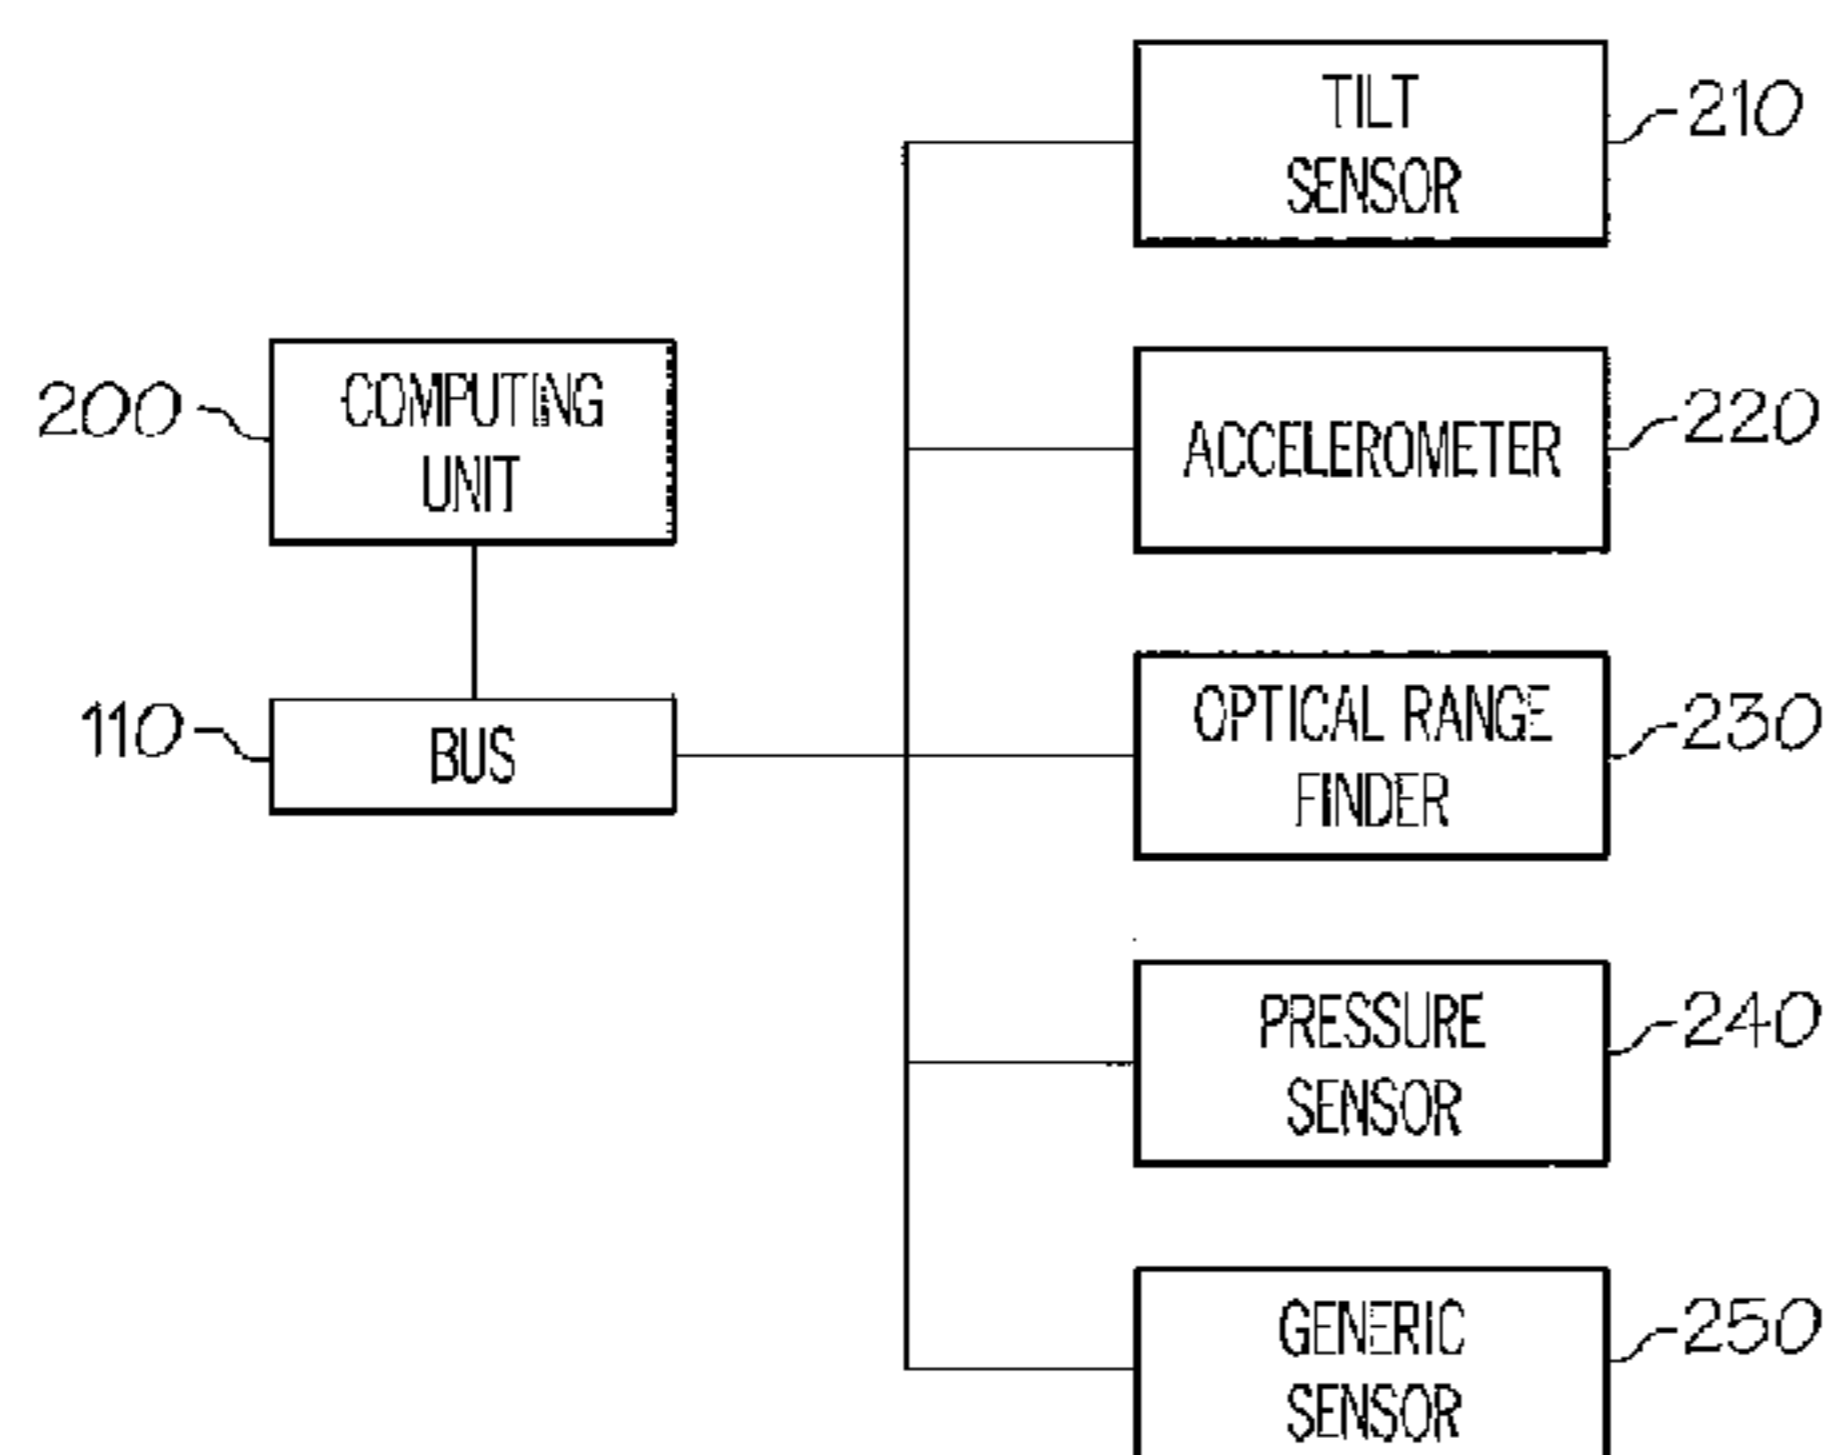 TILT
SENSOR
210
COMPUTING
UNIT
200
ACCELEROMETER
220
110
BUS
OPTICAL RANGE
FINDER
230
PRESSURE
SENSOR
240
GENERIC
SENSOR
250